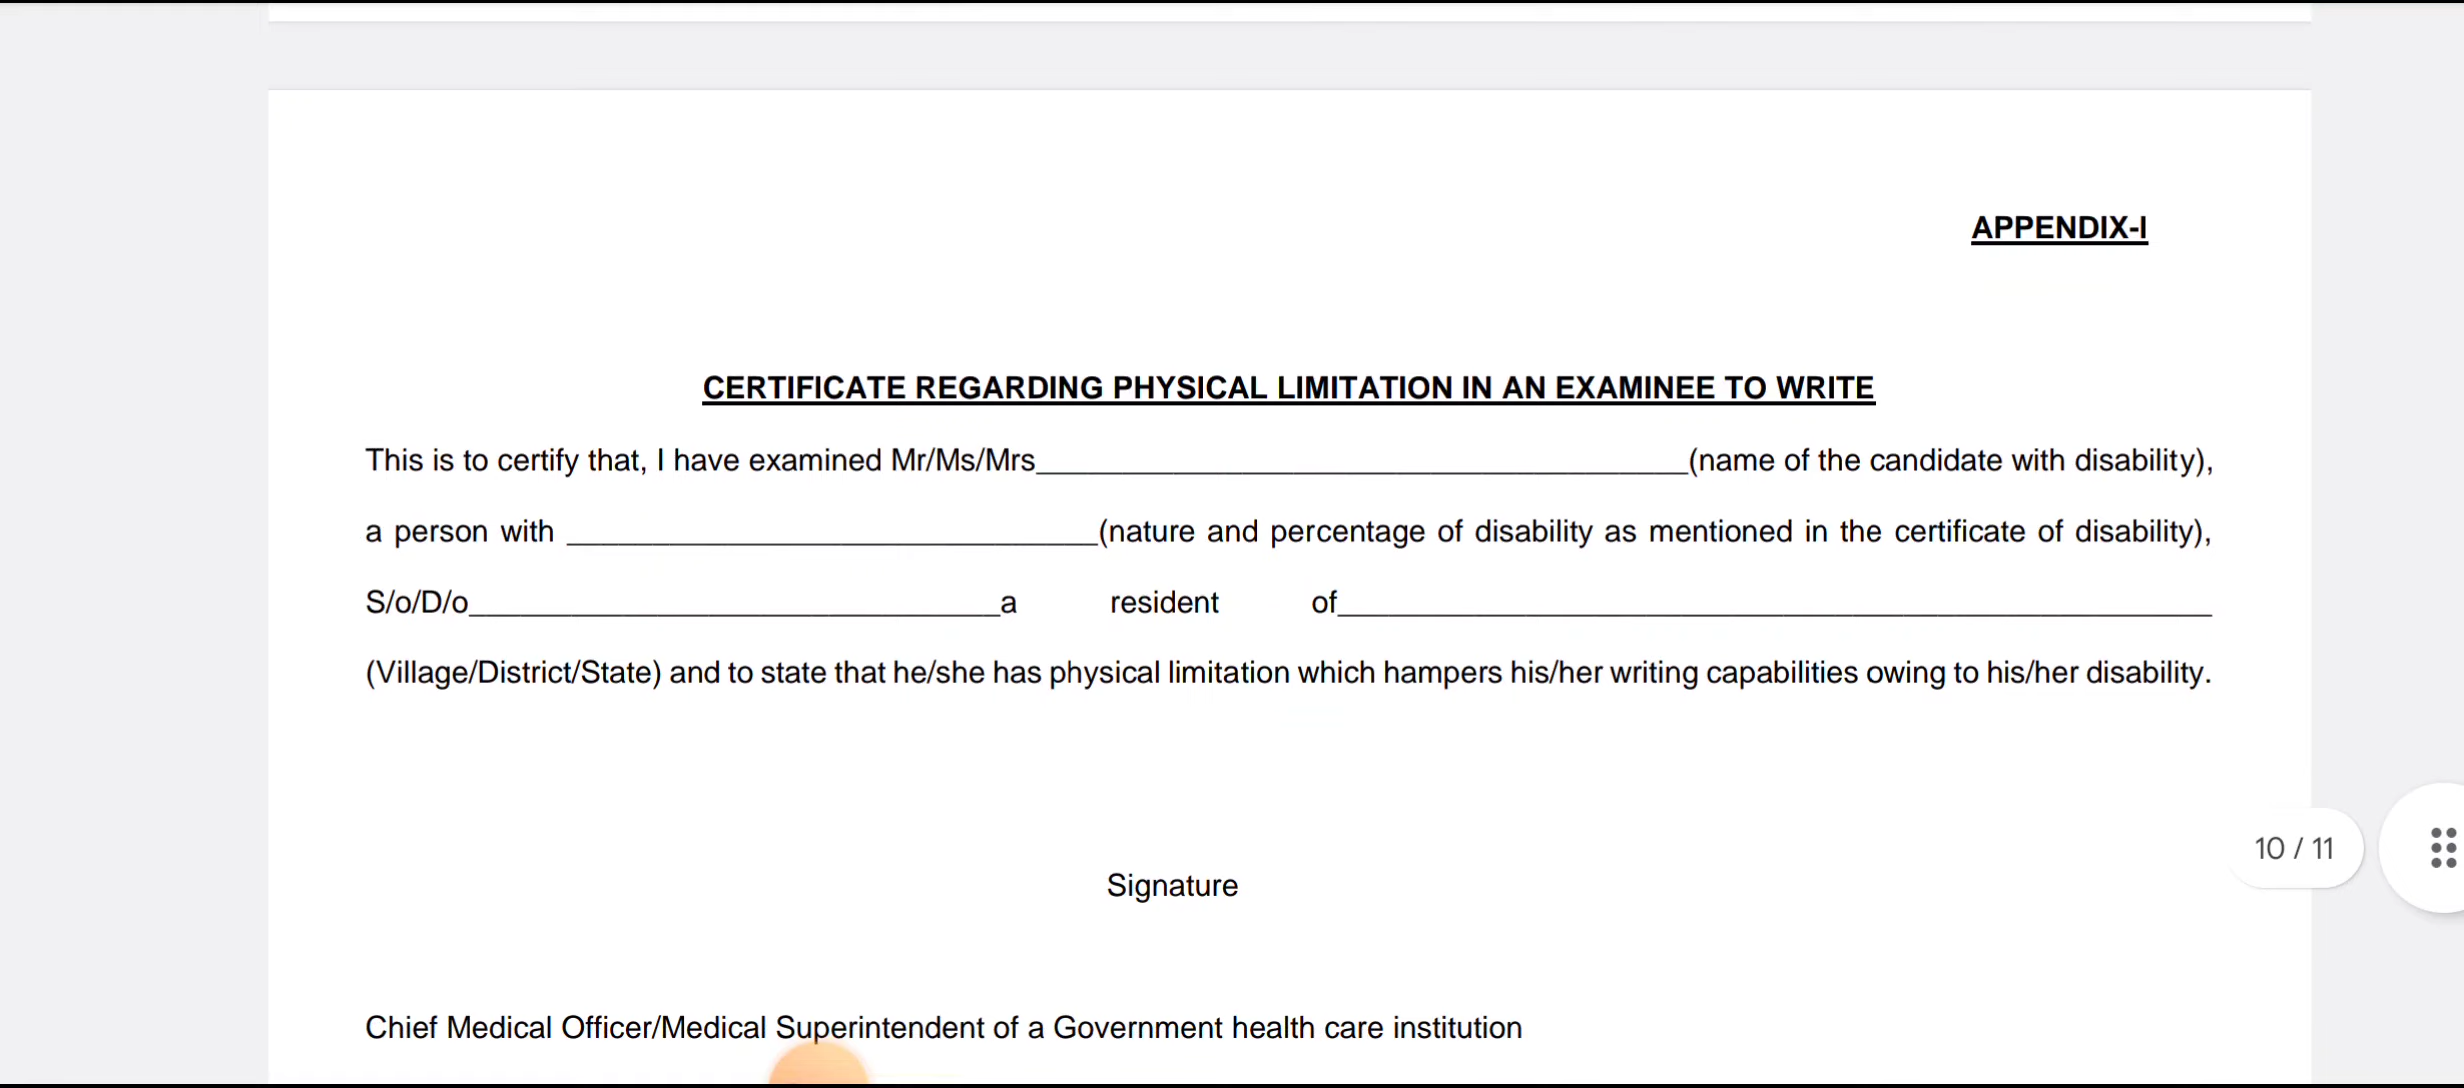 APPENDIX-I
CERTIFICATE REGARDING PHYSICAL LIMITATION IN AN EXAMINEE TO WRITE
This is to certify that, I have examined Mr/Ms/Mrs______________________________________(name of the candidate with disability),
a person with _______________________________(nature and percentage of disability as mentioned in the certificate of disability),
S/o/D/o_______________________________a resident of___________________________________________________
(Village/District/State) and to state that he/she has physical limitation which hampers his/her writing capabilities owing to his/her disability.
10 / 11
Signature
Chief Medical Officer/Medical Superintendent of a Government health care institution